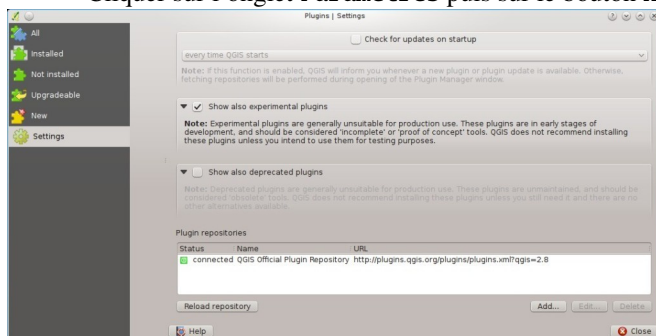 Cliquer sur l'onglet Paramètres puis sur le bouton
Plugins | Settings
All
Installed
Not installed
Upgradeable
New
Settings
Check for updates on startup
every time QGIS starts
Note: If this function is enabled, QGIS will inform you whenever a new plugin or plugin update is available. Otherwise,
fetching repositories will be performed during opening of the Plugin Manager window.
Show also experimental plugins
Note: Experimental plugins are generally unsuitable for production use. These plugins are in early stages of
development, and should be considered 'incomplete' or 'proof of concept' tools. QGIS does not recommend installing
these plugins unless you intend to use them for testing purposes.
Show also deprecated plugins
Note: Deprecated plugins are generally unsuitable for production use. These plugins are unmaintained, and should be
considered 'obsolete' tools. QGIS does not recommend installing these plugins unless you still need it and there are no
other alternatives available.
Plugin repositories
Status Name URL
connected QGIS Official Plugin Repository http://plugins.qgis.org/plugins/plugins.xml?qgis=2.8
Reload repository Add... Edit... Delete
Help Close